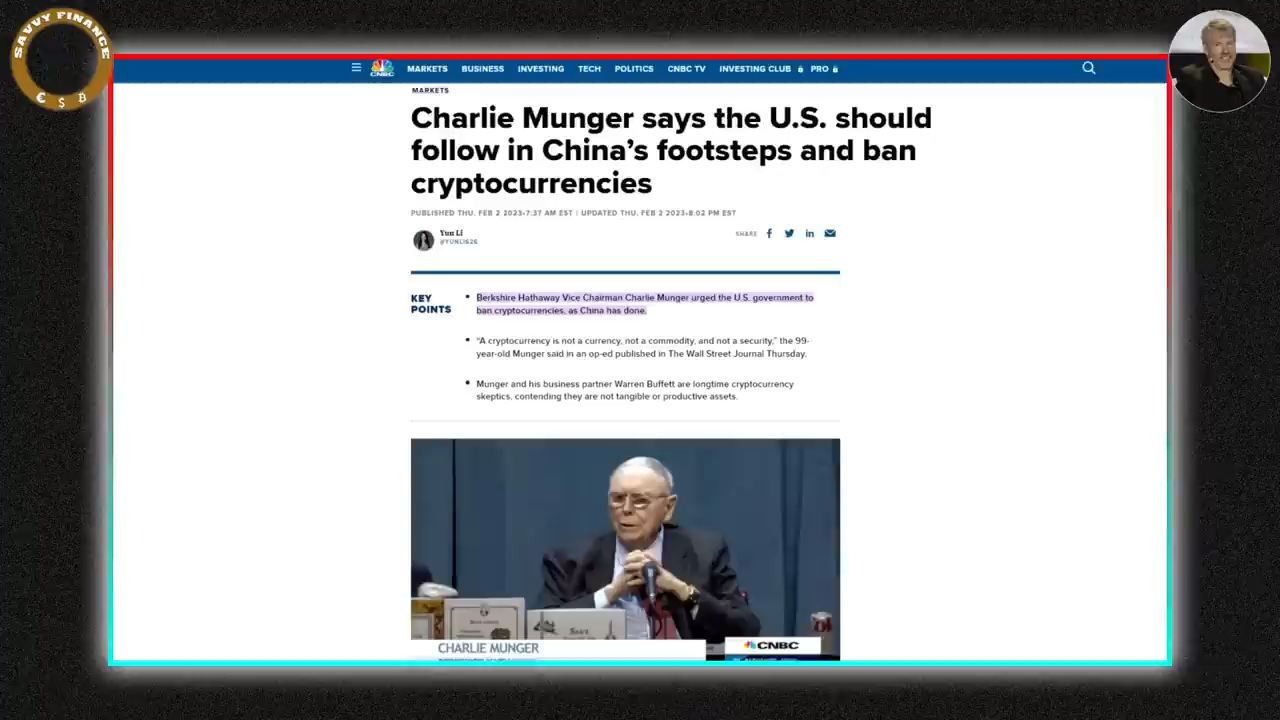 SAVVY FINANCE
€ $ ₿
CNBC
MARKETS BUSINESS INVESTING TECH POLITICS CNBC TV INVESTING CLUB PRO
MARKETS
Charlie Munger says the U.S. should
follow in China’s footsteps and ban
cryptocurrencies
PUBLISHED THU, FEB 2 2023•7:37 AM EST | UPDATED THU, FEB 2 2023•8:02 PM EST
Yun Li
@YUNLI626
SHARE
KEY
POINTS
• Berkshire Hathaway Vice Chairman Charlie Munger urged the U.S. government to
ban cryptocurrencies, as China has done.
• “A cryptocurrency is not a currency, not a commodity, and not a security,” the 99-
year-old Munger said in an op-ed published in The Wall Street Journal Thursday.
• Munger and his business partner Warren Buffett are longtime cryptocurrency
skeptics, contending they are not tangible or productive assets.
CHARLIE MUNGER
CNBC